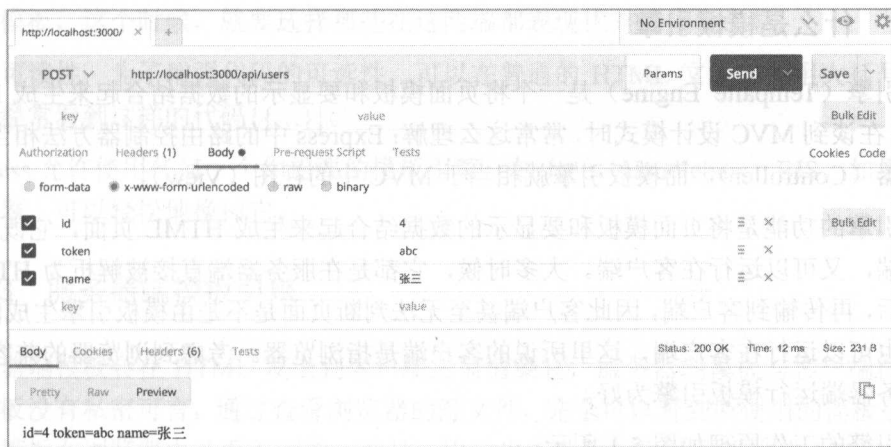 http://localhost:3000/ × +
No Environment
POST http://localhost:3000/api/users Params Send Save
key value Bulk Edit
Authorization Headers (1) Body Pre-request Script Tests Cookies Code
form-data x-www-form-urlencoded raw binary
id 4 Bulk Edit
token abc
name 张三
key value
Body Cookies Headers (6) Tests Status: 200 OK Time: 12 ms Size: 231 B
Pretty Raw Preview
id=4 token=abc name=张三